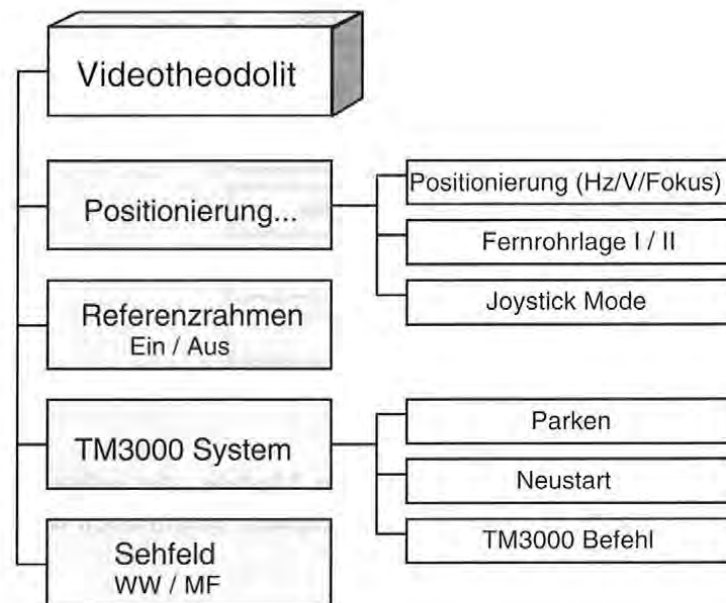 Videotheodolit
Positionierung...
Positionierung (Hz/V/Fokus)
Fernrohrlage I / II
Joystick Mode
Referenzrahmen
Ein / Aus
TM3000 System
Parken
Neustart
TM3000 Befehl
Sehfeld
WW / MF